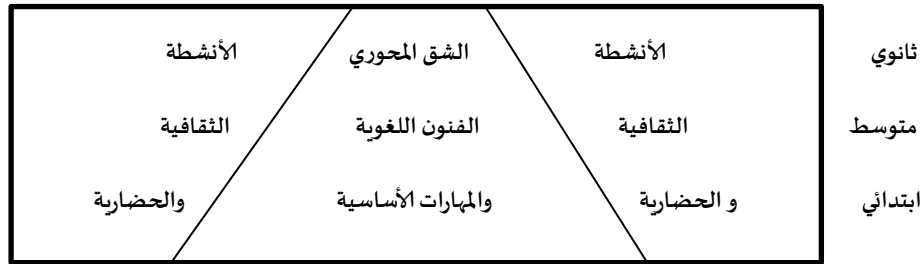 ثانوي الأنشطة الشق المحوري الأنشطة
متوسط الثقافية الفنون اللغوية الثقافية
ابتدائي و الحضارية والمهارات الأساسية والحضارية